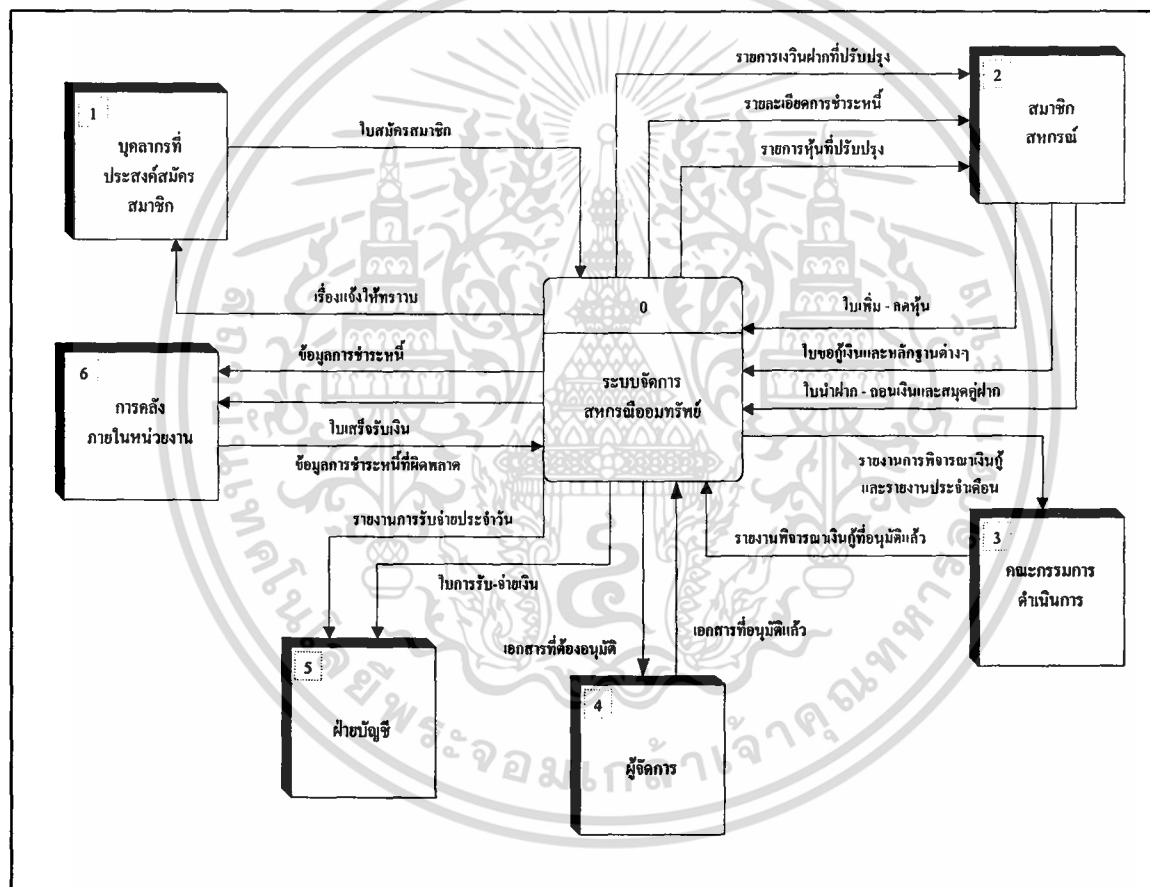 รายการเงินฝากที่ปรับปรุง
1
2
รายละเอียดการชำระหนี้
สมาชิก
สหกรณ์
ใบสมัครสมาชิก
บุคลากรที่
ประสงค์สมัคร
สมาชิก
รายการหุ้นที่ปรับปรุง
เรื่องแจ้งให้ทราบ
0
ใบเพิ่ม - ลดหุ้น
ข้อมูลการชำระหนี้
ใบขอกู้เงินและหลักฐานต่างๆ
6
ระบบจัดการ
สหกรณ์ออมทรัพย์
ใบนำฝาก - ถอนเงินและสมุดคู่ฝาก
การคลัง
ภายในหน่วยงาน
ใบเสร็จรับเงิน
ข้อมูลการชำระหนี้ที่ผิดพลาด
รายงานการพิจารณาเงินกู้
และรายงานประจำเดือน
รายงานการรับจ่ายประจำวัน
รายงานพิจารณาเงินกู้ที่อนุมัติแล้ว
3
คณะกรรมการ
ดำเนินการ
ใบการรับ-จ่ายเงิน
เอกสารที่ต้องอนุมัติ
เอกสารที่อนุมัติแล้ว
5
ฝ่ายบัญชี
4
ผู้จัดการ